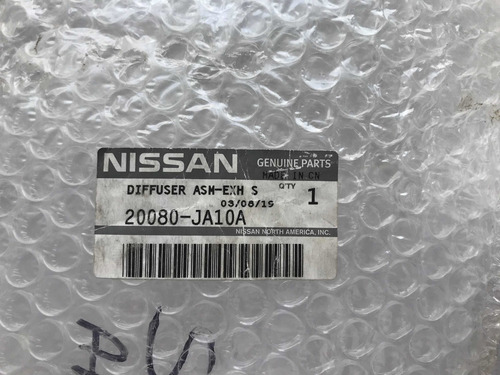 NISSAN
GENUINE PARTS
MADE IN CN
DIFFUSER ASM-EXH S
Q'TY
1
03/06/15
20080-JA10A
NISSAN NORTH AMERICA, INC.